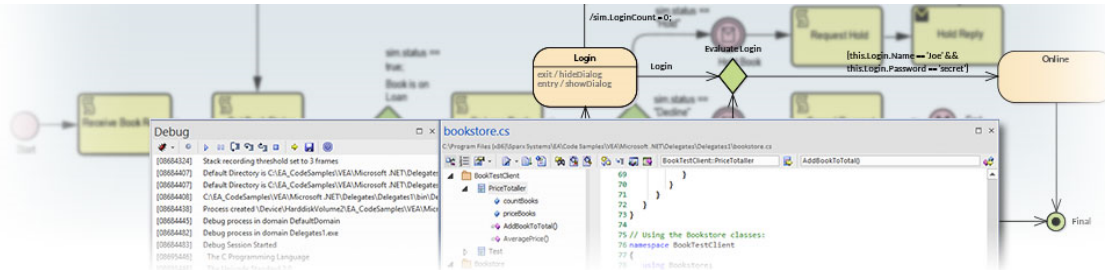 /sim.LoginCount = 0;
sim.status ==
true;
Book is on
Loan
Receive Book R
Start
sim.status ==
"Decline"
Request Hold
Hold Reply
Login
exit / hideDialog
entry / showDialog
Login
Evaluate Login
[this.Login.Name == 'Joe' &&
this.Login.Password == 'secret']
Online
Final
Debug
[08684324] Stack recording threshold set to 3 frames
[08684407] Default Directory is C:\EA_CodeSamples\VEA\Microsoft .NET\Delegates
[08684407] Default Directory is C:\EA_CodeSamples\VEA\Microsoft .NET\Delegates
[08684408] C:\EA_CodeSamples\VEA\Microsoft .NET\Delegates\Delegates1\bin\De
[08684438] Process created \Device\HarddiskVolume2\EA_CodeSamples\VEA\Micr
[08684445] Debug process in domain DefaultDomain
[08684482] Debug process in domain Delegates1.exe
[08684483] Debug Session Started
[08695446] The C Programming Language
bookstore.cs
C:\Program Files (x86)\Sparx Systems\EA\Code Samples\VEA\Microsoft .NET\Delegates\Delegates1\bookstore.cs
BookTestClient::PriceTotaller
AddBookToTotal()
BookTestClient
PriceTotaller
countBooks
priceBooks
AddBookToTotal()
AveragePrice()
Test
Bookstore
69 }
70 }
71 }
72 }
73 }
74
75 // Using the Bookstore classes:
76 namespace BookTestClient
77 {
using Bookstore;